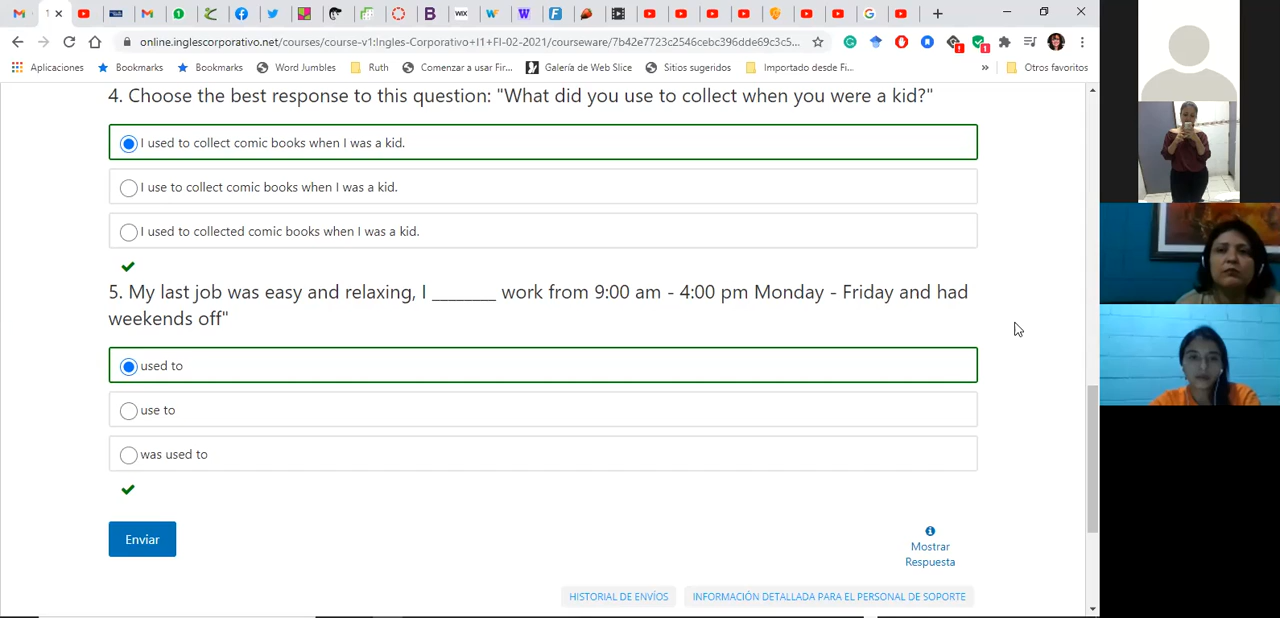 online.inglescorporativo.net/courses/course-v1:Ingles-Corporativo+I1+FI-02-2021/courseware/7b42e7723c2546cebc396dde69c3c5...
Aplicaciones Bookmarks Bookmarks Word Jumbles Ruth Comenzar a usar Fir... Galería de Web Slice Sitios sugeridos Importado desde Fi... » Otros favoritos
4. Choose the best response to this question: "What did you use to collect when you were a kid?"
I used to collect comic books when I was a kid.
I use to collect comic books when I was a kid.
I used to collected comic books when I was a kid.
5. My last job was easy and relaxing, I ________ work from 9:00 am - 4:00 pm Monday - Friday and had
weekends off"
used to
use to
was used to
Enviar
Mostrar
Respuesta
HISTORIAL DE ENVÍOS INFORMACIÓN DETALLADA PARA EL PERSONAL DE SOPORTE